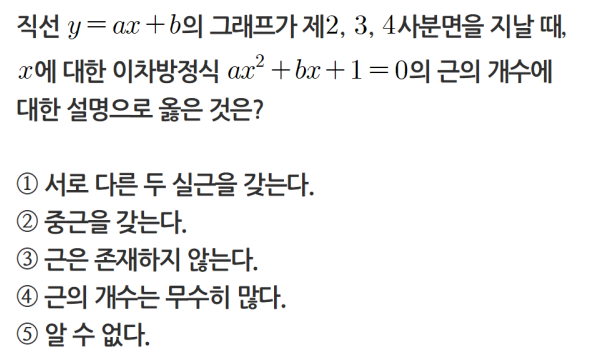 직선 y=ax+b의 그래프가 제2, 3, 4사분면을 지날 때,
x에 대한 이차방정식 ax²+bx+1=0의 근의 개수에
대한 설명으로 옳은 것은?
① 서로 다른 두 실근을 갖는다.
② 중근을 갖는다.
③ 근은 존재하지 않는다.
④ 근의 개수는 무수히 많다.
⑤ 알 수 없다.